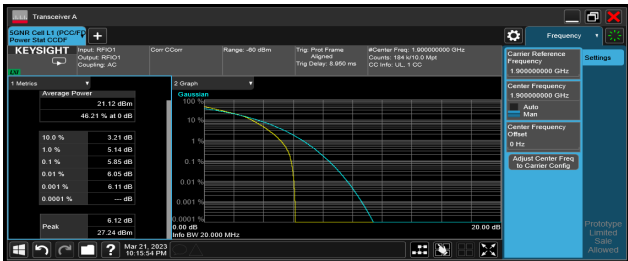 Transceiver A
SGNR Cell L1 (PCC/FD
Power Stat CCDF
Frequency
KEYSIGHT
Input: RFIO1
Output: RFIO1
Coupling: AC
Corr CCorr
Range: -60 dBm
Trig: Prot Frame
Aligned
Trig Delay: 8.950 ms
#Center Freq: 1.900000000 GHz
Counts: 184 k/10.0 Mpt
CC Info: UL, 1 CC
1 Metrics
Average Power
21.12 dBm
46.21 % at 0 dB
10.0 % 3.21 dB
1.0 % 5.14 dB
0.1 % 5.85 dB
0.01 % 6.05 dB
0.001 % 6.11 dB
0.0001 % --- dB
Peak
6.12 dB
27.24 dBm
2 Graph
Gaussian
100 %
10 %
1 %
0.1 %
0.01 %
0.001 %
0.0001 %
0.00 dB
20.00 dB
Info BW 20.000 MHz
Carrier Reference
Frequency
1.900000000 GHz
Center Frequency
1.900000000 GHz
Auto
Man
Center Frequency
Offset
0 Hz
Adjust Center Freq
to Carrier Config
Settings
Prototype
Limited
Sale
Allowed
Mar 21, 2023
10:15:54 PM